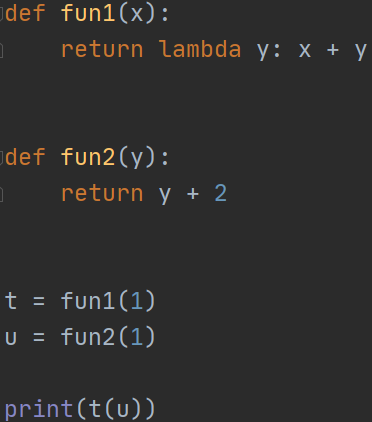 def fun1(x):
    return lambda y: x + y
def fun2(y):
    return y + 2
t = fun1(1)
u = fun2(1)
print(t(u))